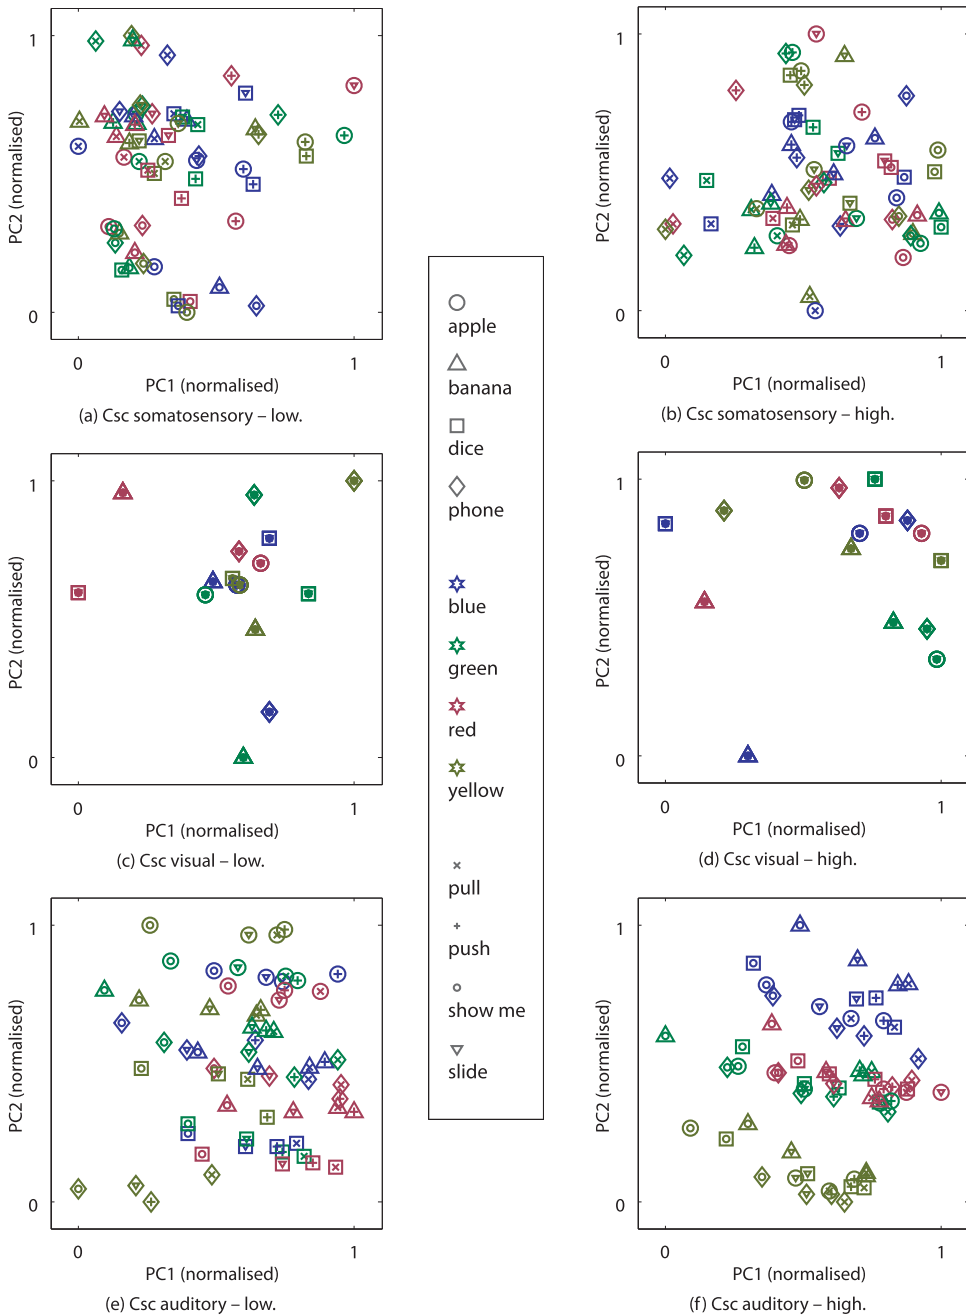 1
PC2 (normalised)
0
0
1
PC1 (normalised)
(a) Csc somatosensory – low.
1
PC2 (normalised)
0
0
1
PC1 (normalised)
(b) Csc somatosensory – high.
apple
banana
dice
phone
blue
green
red
yellow
pull
push
show me
slide
1
PC2 (normalised)
0
0
1
PC1 (normalised)
(c) Csc visual – low.
1
PC2 (normalised)
0
0
1
PC1 (normalised)
(d) Csc visual – high.
1
PC2 (normalised)
0
0
1
PC1 (normalised)
(e) Csc auditory – low.
1
PC2 (normalised)
0
0
1
PC1 (normalised)
(f) Csc auditory – high.